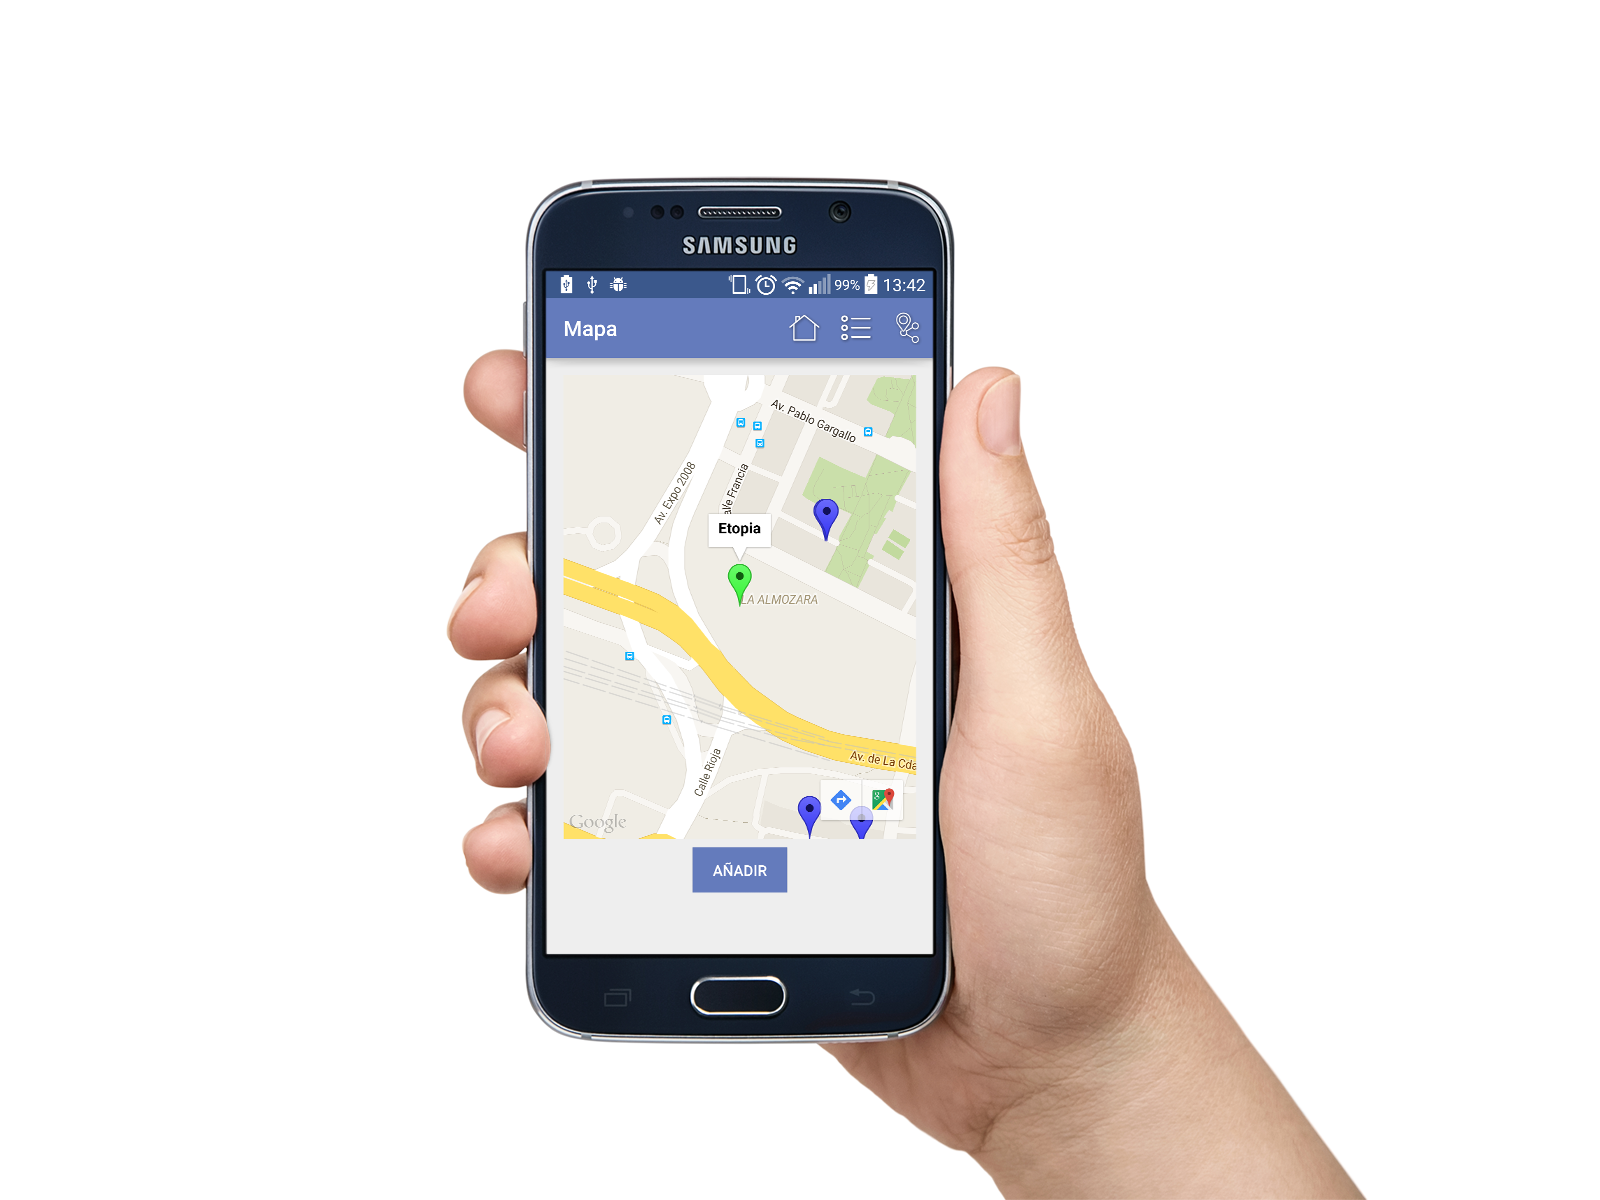 SAMSUNG
99% 13:42
Mapa
Av. Pablo Gargallo
Av. Expo 2008
alle Francia
Etopia
LA ALMOZARA
Av. de La Cda
Calle Rioja
Google
AÑADIR